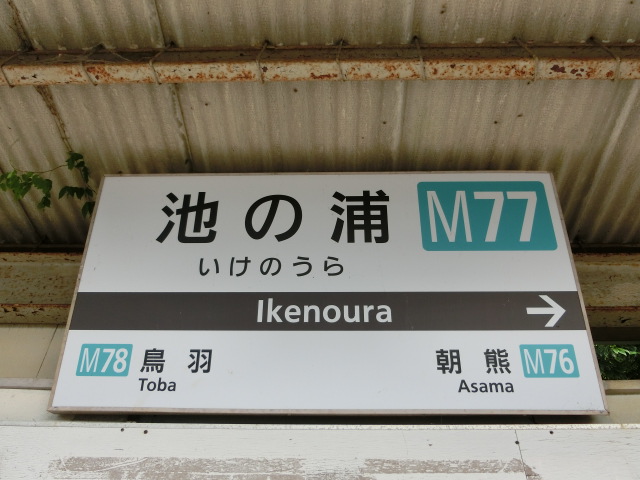 池の浦 M77
いけのうら
Ikenoura
M78 鳥羽 朝熊 M76
Toba Asama